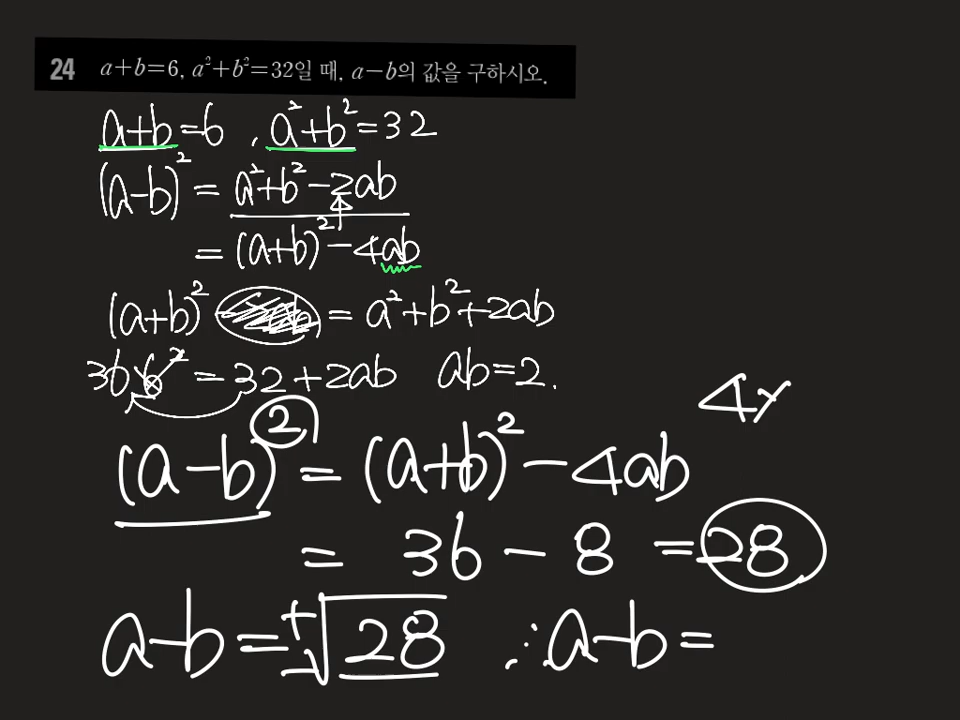 24 a+b=6, a²+b²=32일 때, a-b의 값을 구하시오.
a+b=6, a²+b²=32
(a-b)² = a²+b²-2ab
= (a+b)²-4ab
(a+b)² = a²+b²+2ab
36 6² = 32+2ab ab=2.
4x
(a-b)² = (a+b)²-4ab
= 36-8=28
a-b=±√28 ∴a-b=